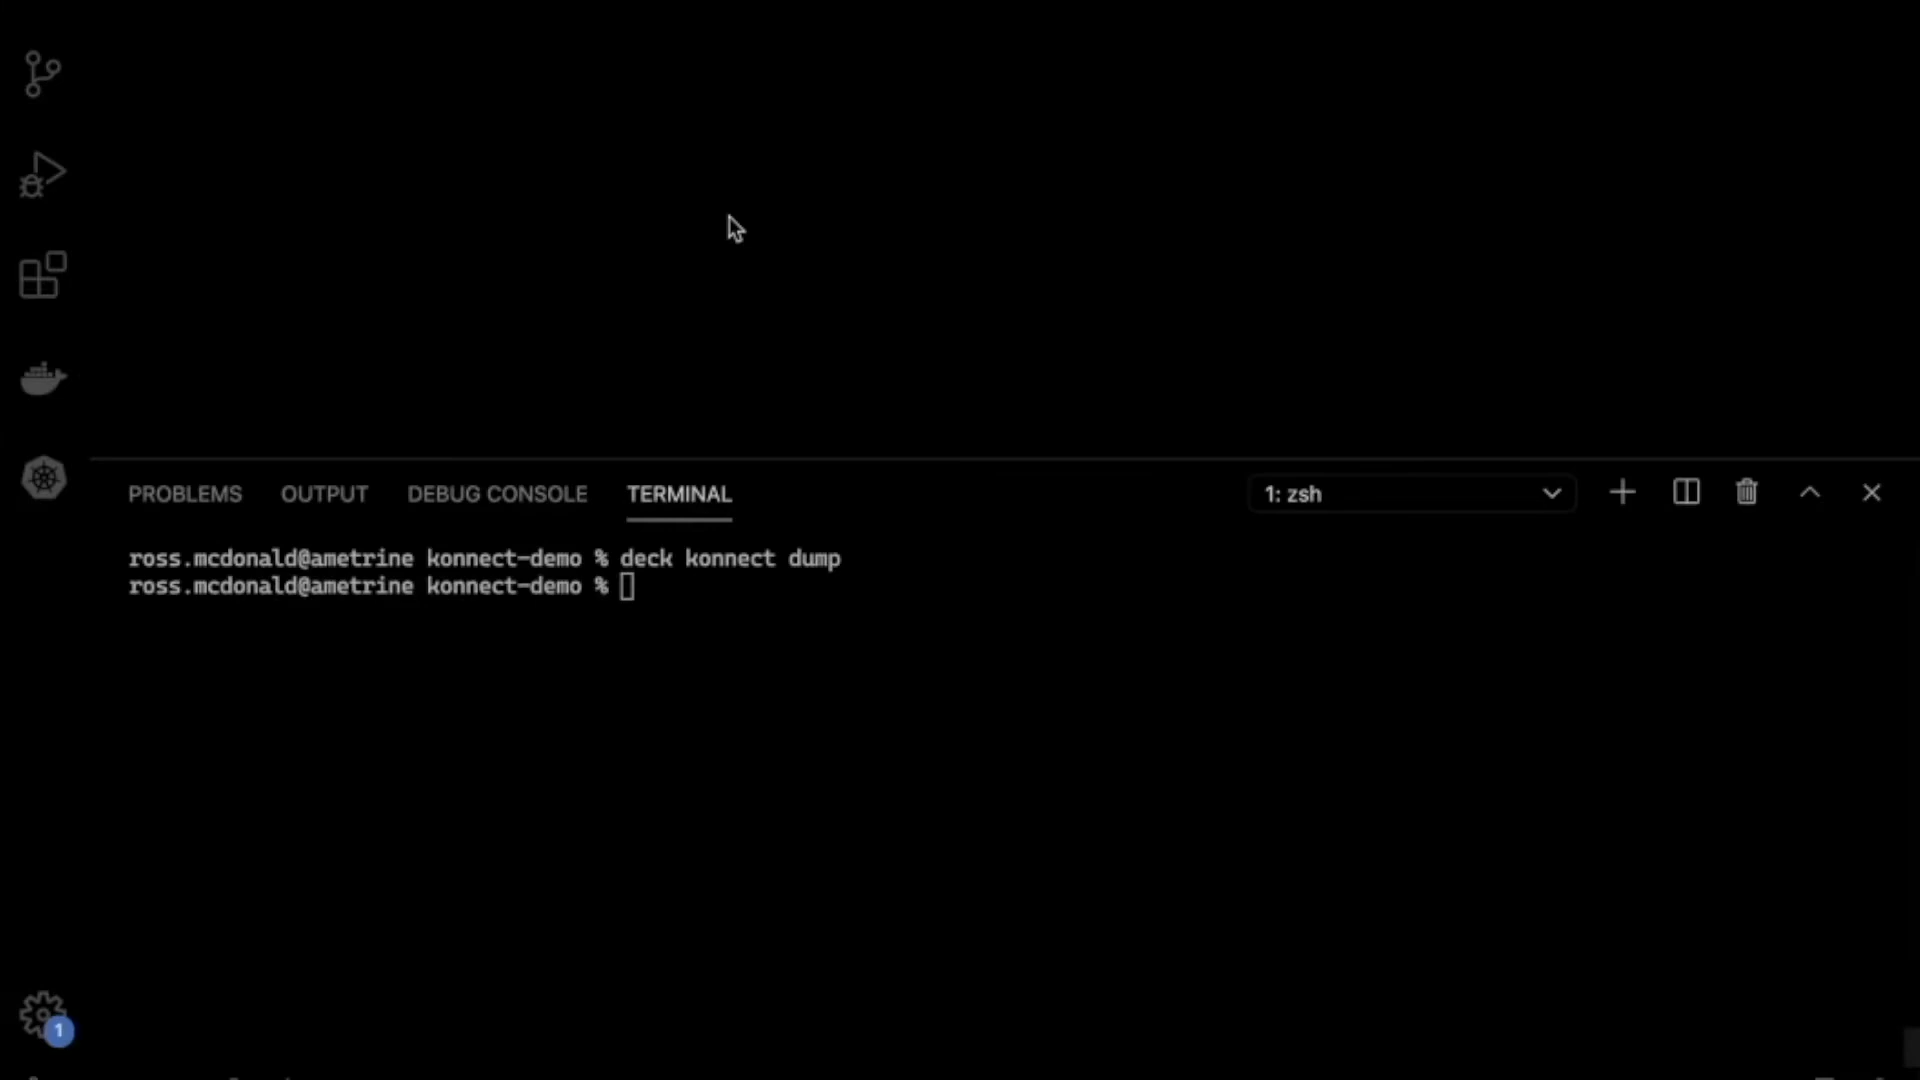 PROBLEMS OUTPUT DEBUG CONSOLE TERMINAL 1: zsh
ross.mcdonald@ametrine konnect-demo % deck konnect dump
ross.mcdonald@ametrine konnect-demo %
1